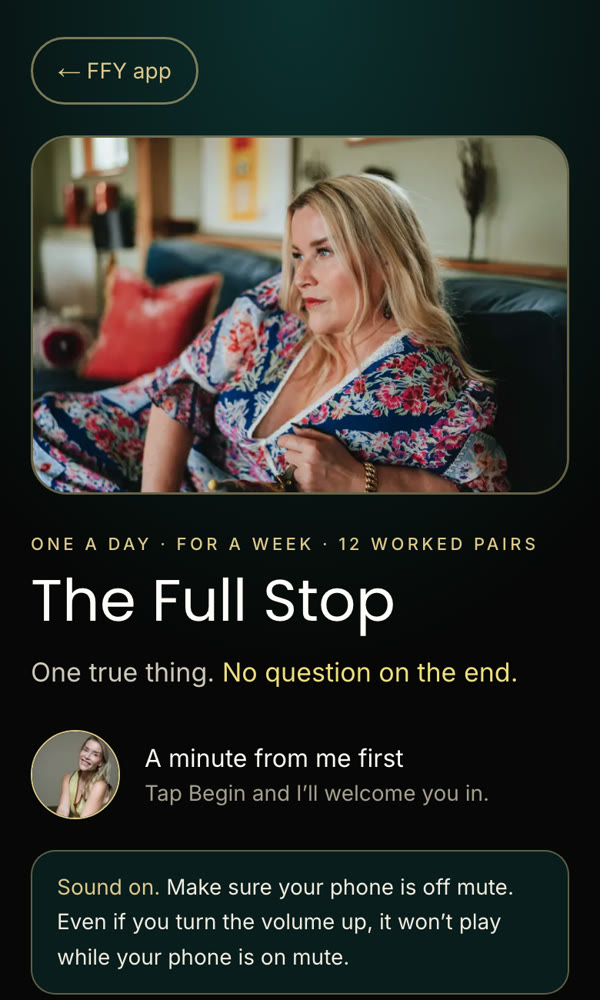 ← FFY app
ONE A DAY · FOR A WEEK · 12 WORKED PAIRS
The Full Stop
One true thing. No question on the end.
A minute from me first
Tap Begin and I’ll welcome you in.
Sound on. Make sure your phone is off mute.
Even if you turn the volume up, it won’t play
while your phone is on mute.